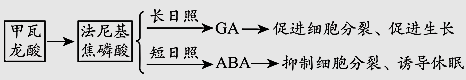 甲瓦龙酸 → 法尼基焦磷酸
长日照 → GA → 促进细胞分裂、促进生长
短日照 → ABA → 抑制细胞分裂、诱导休眠